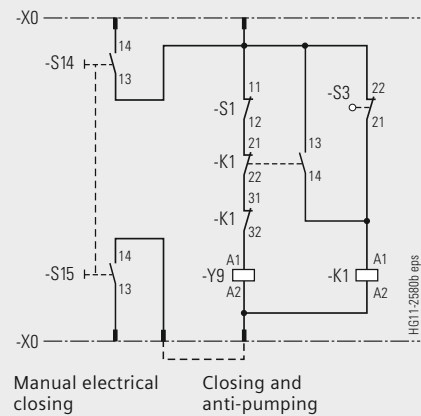 -X0
14
-S14
13
11
-S1
12
22
-S3
21
21
-K1
22
13
14
31
-K1
32
14
-S15
13
A1
-Y9
A2
A1
-K1
A2
-X0
HG11-2580b eps
Manual electrical
closing
Closing and
anti-pumping